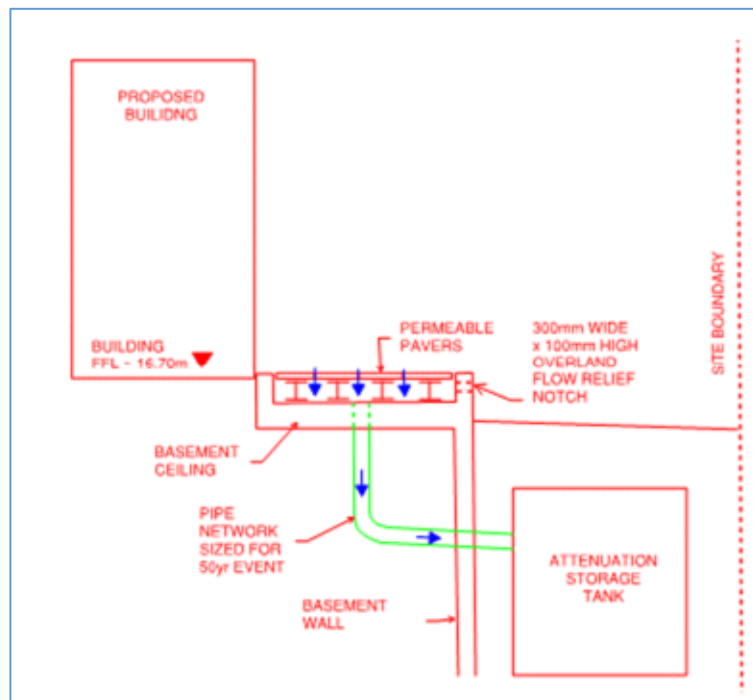 PROPOSED
BUILIDNG
BUILDING
FFL - 16.70m
PERMEABLE
PAVERS
300mm WIDE
x 100mm HIGH
OVERLAND
FLOW RELIEF
NOTCH
SITE BOUNDARY
BASEMENT
CEILING
PIPE
NETWORK
SIZED FOR
50yr EVENT
BASEMENT
WALL
ATTENUATION
STORAGE
TANK